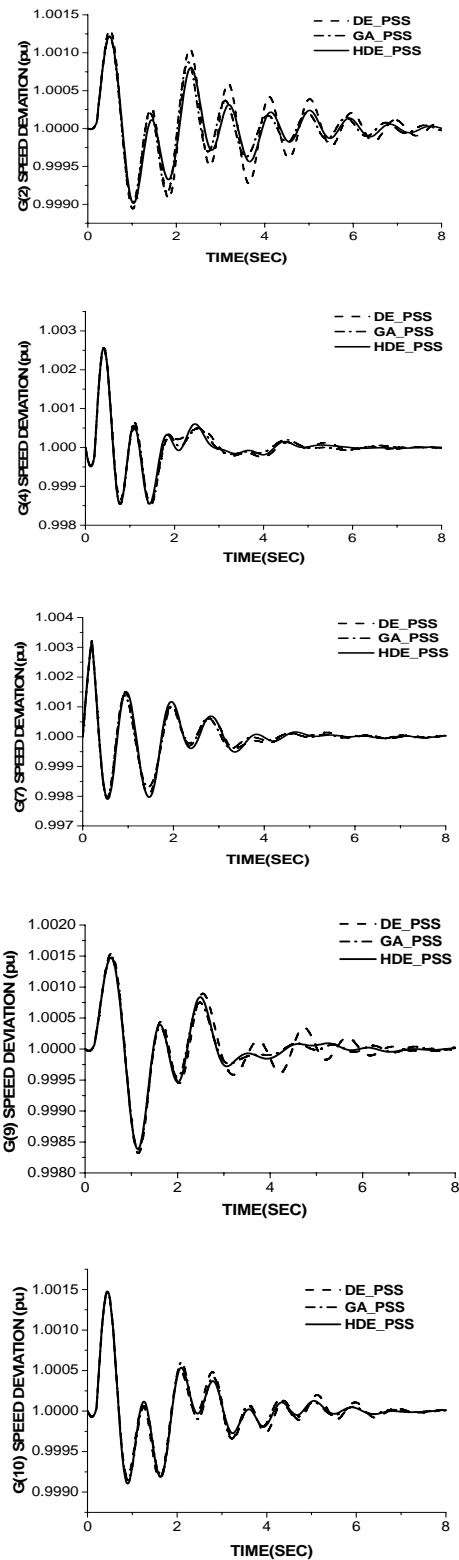 DE_PSS
GA_PSS
HDE_PSS
G(2) SPEED DEVIATION (pu)
1.0015
1.0010
1.0005
1.0000
0.9995
0.9990
0 2 4 6 8
TIME(SEC)
DE_PSS
GA_PSS
HDE_PSS
G(4) SPEED DEVIATION (pu)
1.003
1.002
1.001
1.000
0.999
0.998
0 2 4 6 8
TIME(SEC)
DE_PSS
GA_PSS
HDE_PSS
G(7) SPEED DEVIATION (pu)
1.004
1.003
1.002
1.001
1.000
0.999
0.998
0.997
0 2 4 6 8
TIME(SEC)
DE_PSS
GA_PSS
HDE_PSS
G(9) SPEED DEVIATION (pu)
1.0020
1.0015
1.0010
1.0005
1.0000
0.9995
0.9990
0.9985
0.9980
0 2 4 6 8
TIME(SEC)
DE_PSS
GA_PSS
HDE_PSS
G(10) SPEED DEVIATION (pu)
1.0015
1.0010
1.0005
1.0000
0.9995
0.9990
0 2 4 6 8
TIME(SEC)